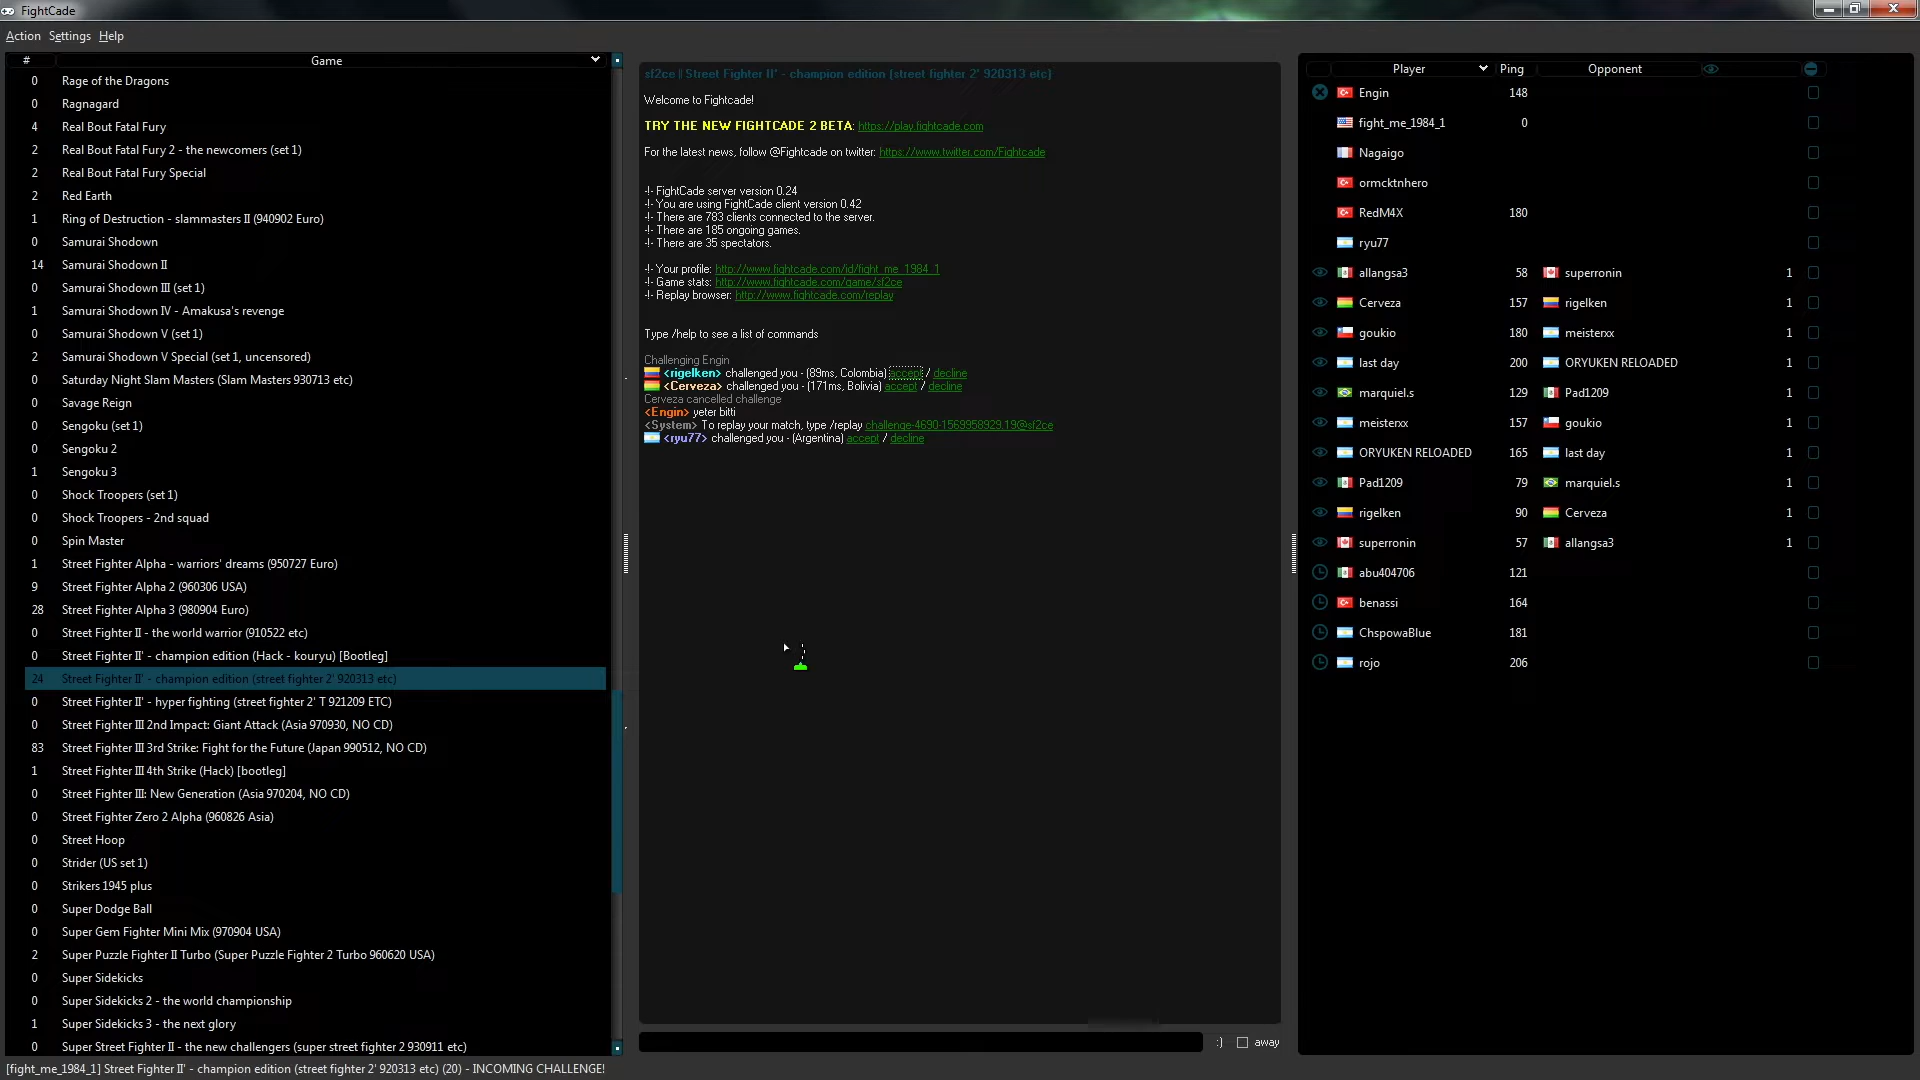 FightCade
Action Settings Help
# Game
0 Rage of the Dragons
0 Ragnagard
4 Real Bout Fatal Fury
2 Real Bout Fatal Fury 2 - the newcomers (set 1)
2 Real Bout Fatal Fury Special
2 Red Earth
1 Ring of Destruction - slammasters II (940902 Euro)
0 Samurai Shodown
14 Samurai Shodown II
0 Samurai Shodown III (set 1)
1 Samurai Shodown IV - Amakusa's revenge
0 Samurai Shodown V (set 1)
2 Samurai Shodown V Special (set 1, uncensored)
0 Saturday Night Slam Masters (Slam Masters 930713 etc)
0 Savage Reign
0 Sengoku (set 1)
0 Sengoku 2
1 Sengoku 3
0 Shock Troopers (set 1)
0 Shock Troopers - 2nd squad
0 Spin Master
1 Street Fighter Alpha - warriors' dreams (950727 Euro)
9 Street Fighter Alpha 2 (960306 USA)
28 Street Fighter Alpha 3 (980904 Euro)
0 Street Fighter II - the world warrior (910522 etc)
0 Street Fighter II' - champion edition (Hack - kouryu) [Bootleg]
24 Street Fighter II' - champion edition (street fighter 2' 920313 etc)
0 Street Fighter II' - hyper fighting (street fighter 2' T 921209 ETC)
0 Street Fighter III 2nd Impact: Giant Attack (Asia 970930, NO CD)
83 Street Fighter III 3rd Strike: Fight for the Future (Japan 990512, NO CD)
1 Street Fighter III 4th Strike (Hack) [bootleg]
0 Street Fighter III: New Generation (Asia 970204, NO CD)
0 Street Fighter Zero 2 Alpha (960826 Asia)
0 Street Hoop
0 Strider (US set 1)
0 Strikers 1945 plus
0 Super Dodge Ball
0 Super Gem Fighter Mini Mix (970904 USA)
2 Super Puzzle Fighter II Turbo (Super Puzzle Fighter 2 Turbo 960620 USA)
0 Super Sidekicks
0 Super Sidekicks 2 - the world championship
1 Super Sidekicks 3 - the next glory
0 Super Street Fighter II - the new challengers (super street fighter 2 930911 etc)
sf2ce || Street Fighter II' - champion edition (street fighter 2' 920313 etc)
Welcome to Fightcade!
TRY THE NEW FIGHTCADE 2 BETA: https://play.fightcade.com
For the latest news, follow @Fightcade on twitter: https://www.twitter.com/Fightcade
-!- FightCade server version 0.24
-!- You are using FightCade client version 0.42
-!- There are 783 clients connected to the server.
-!- There are 185 ongoing games.
-!- There are 35 spectators.
-!- Your profile: http://www.fightcade.com/id/fight_me_1984_1
-!- Game stats: http://www.fightcade.com/game/sf2ce
-!- Replay browser: http://www.fightcade.com/replay
Type /help to see a list of commands
Challenging Engin
<rigelken> challenged you - (89ms, Colombia) accept / decline
<Cerveza> challenged you - (171ms, Bolivia) accept / decline
Cerveza cancelled challenge
<Engin> yeter bitti
<System> To replay your match, type /replay challenge-4690-1569958929.19@sf2ce
<ryu77> challenged you - (Argentina) accept / decline
:) away
Player Ping Opponent
Engin 148
fight_me_1984_1 0
Nagaigo
ormcktnhero
RedM4X 180
ryu77
allangsa3 58 superronin 1
Cerveza 157 rigelken 1
goukio 180 meisterxx 1
last day 200 ORYUKEN RELOADED 1
marquiel.s 129 Pad1209 1
meisterxx 157 goukio 1
ORYUKEN RELOADED 165 last day 1
Pad1209 79 marquiel.s 1
rigelken 90 Cerveza 1
superronin 57 allangsa3 1
abu404706 121
benassi 164
ChspowaBlue 181
rojo 206
[fight_me_1984_1] Street Fighter II' - champion edition (street fighter 2' 920313 etc) (20) - INCOMING CHALLENGE!